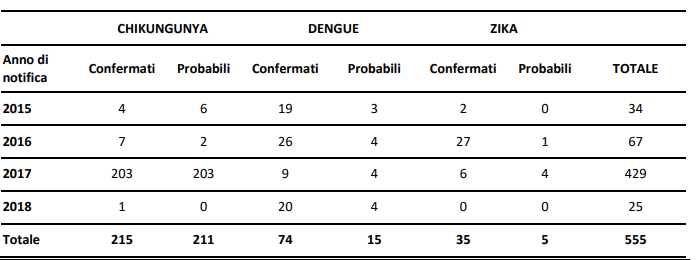 CHIKUNGUNYA DENGUE ZIKA
Anno di
notifica Confermati Probabili Confermati Probabili Confermati Probabili TOTALE
2015 4 6 19 3 2 0 34
2016 7 2 26 4 27 1 67
2017 203 203 9 4 6 4 429
2018 1 0 20 4 0 0 25
Totale 215 211 74 15 35 5 555